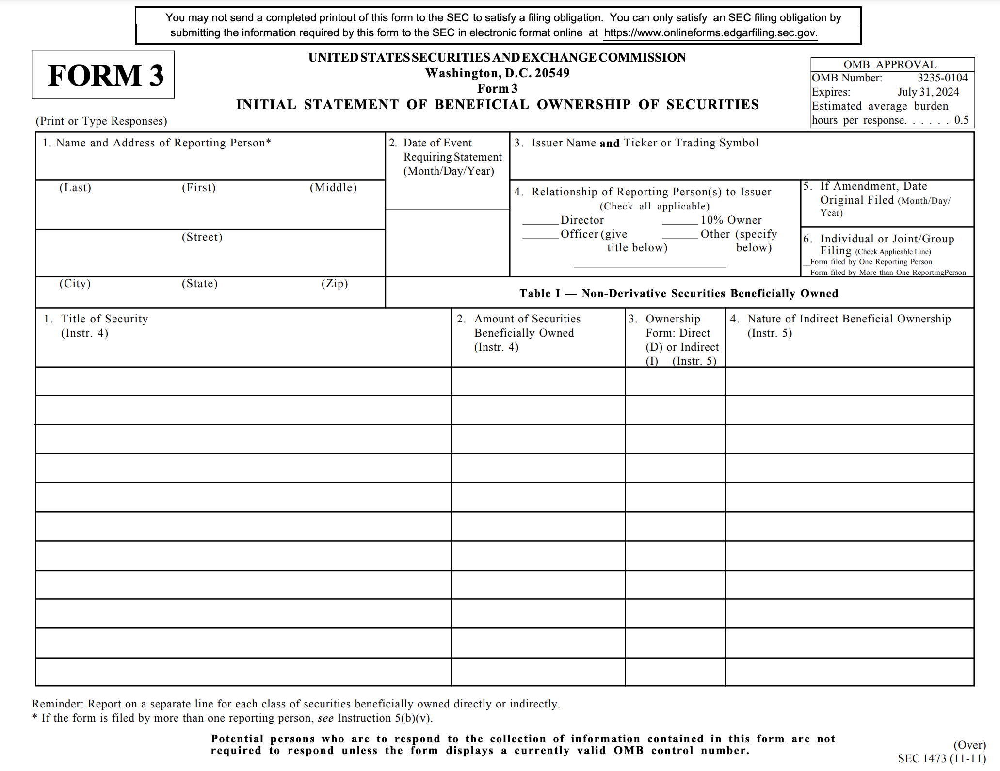 You may not send a completed printout of this form to the SEC to satisfy a filing obligation. You can only satisfy an SEC filing obligation by
submitting the information required by this form to the SEC in electronic format online at https://www.onlineforms.edgarfiling.sec.gov.
FORM 3
UNITED STATES SECURITIES AND EXCHANGE COMMISSION
Washington, D.C. 20549
Form 3
INITIAL STATEMENT OF BENEFICIAL OWNERSHIP OF SECURITIES
OMB APPROVAL
OMB Number: 3235-0104
Expires: July 31, 2024
Estimated average burden
hours per response. . . . . . 0.5
(Print or Type Responses)
1. Name and Address of Reporting Person*
(Last) (First) (Middle)
(Street)
(City) (State) (Zip)
2. Date of Event
Requiring Statement
(Month/Day/Year)
3. Issuer Name and Ticker or Trading Symbol
4. Relationship of Reporting Person(s) to Issuer
(Check all applicable)
______ Director ______ 10% Owner
______ Officer (give ______ Other (specify
title below) below)
5. If Amendment, Date
Original Filed (Month/Day/
Year)
6. Individual or Joint/Group
Filing (Check Applicable Line)
__Form filed by One Reporting Person
__Form filed by More than One Reporting Person
Table I — Non-Derivative Securities Beneficially Owned
1. Title of Security
(Instr. 4)
2. Amount of Securities
Beneficially Owned
(Instr. 4)
3. Ownership
Form: Direct
(D) or Indirect
(I) (Instr. 5)
4. Nature of Indirect Beneficial Ownership
(Instr. 5)
Reminder: Report on a separate line for each class of securities beneficially owned directly or indirectly.
* If the form is filed by more than one reporting person, see Instruction 5(b)(v).
Potential persons who are to respond to the collection of information contained in this form are not
required to respond unless the form displays a currently valid OMB control number.
(Over)
SEC 1473 (11-11)